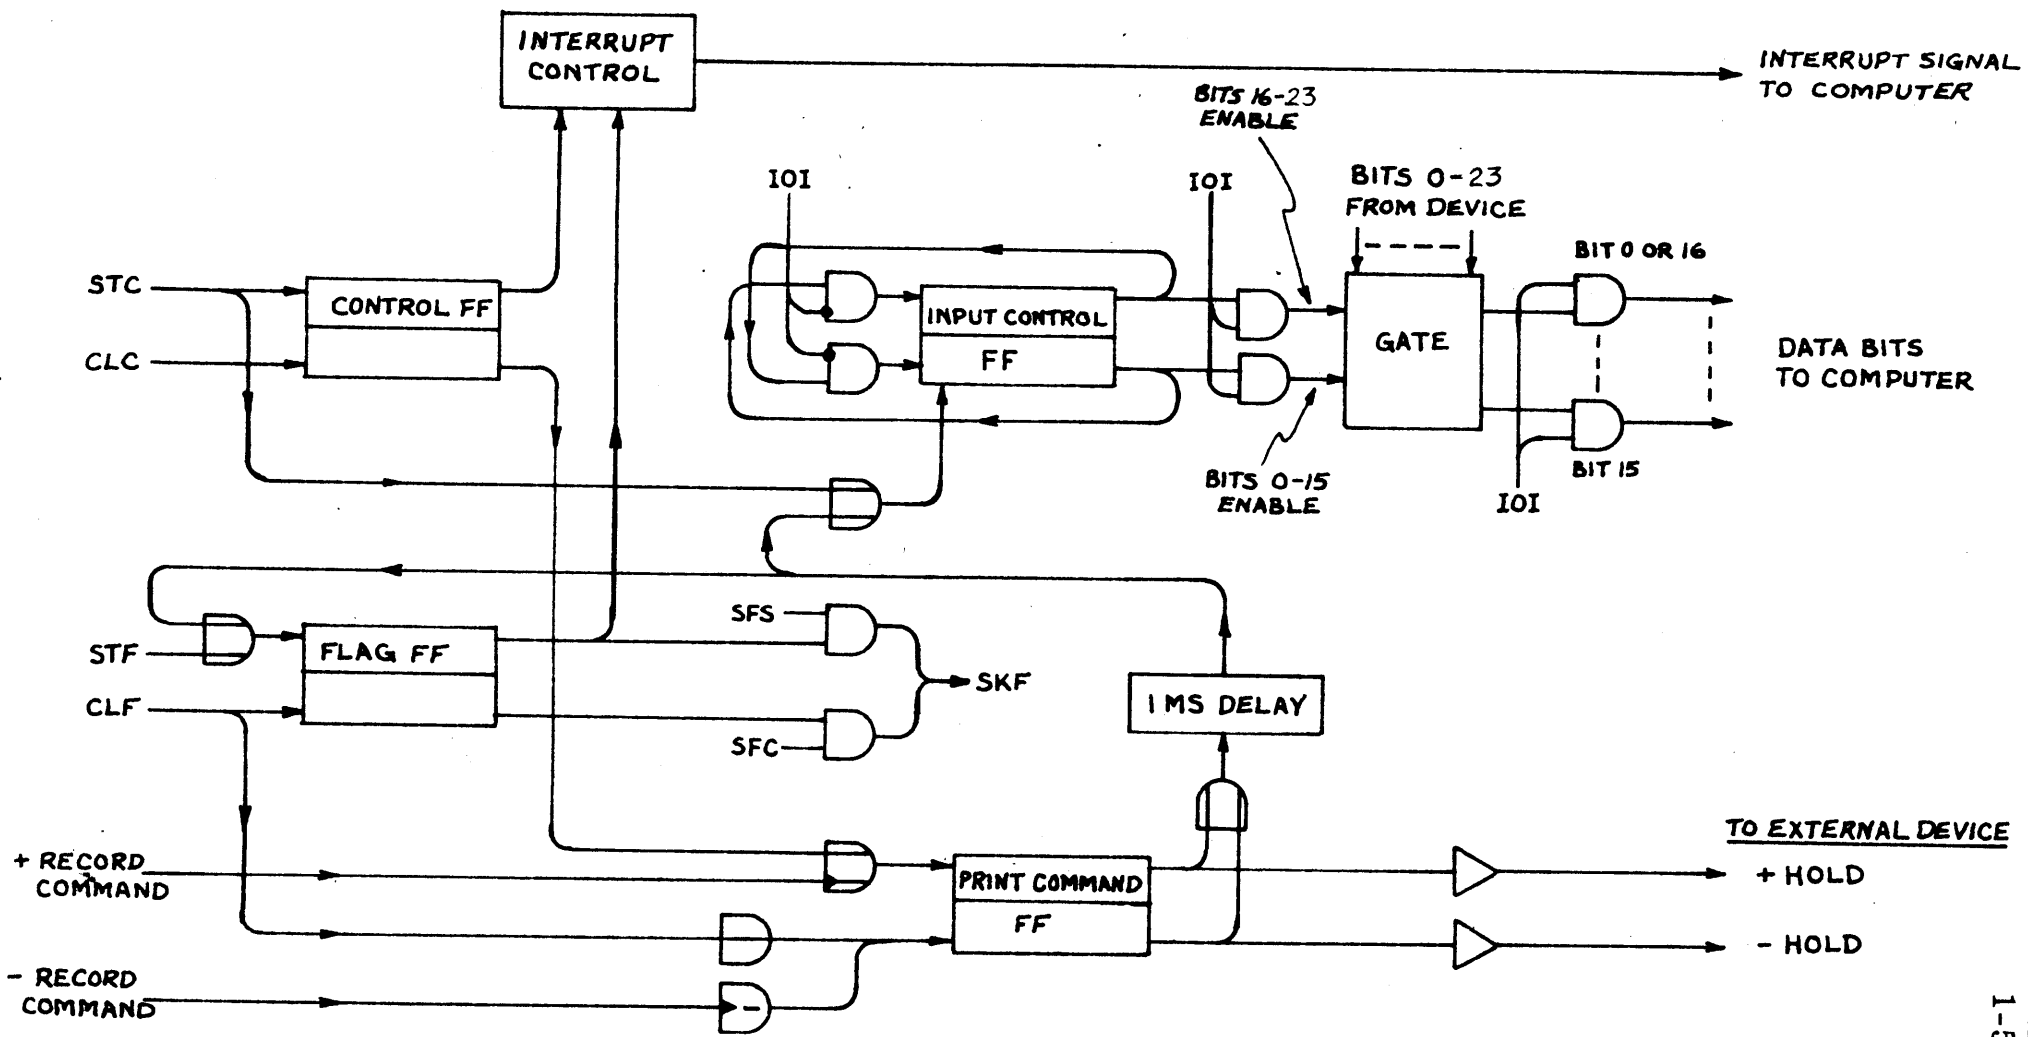 INTERRUPT
CONTROL
INTERRUPT SIGNAL
TO COMPUTER
BITS 16-23
ENABLE
IOI
IOI
BITS 0-23
FROM DEVICE
BIT 0 OR 16
STC
CONTROL FF
INPUT CONTROL
FF
GATE
DATA BITS
TO COMPUTER
CLC
BITS 0-15
ENABLE
BIT 15
IOI
SFS
STF
FLAG FF
SKF
CLF
SFC
1 MS DELAY
TO EXTERNAL DEVICE
+ RECORD
COMMAND
PRINT COMMAND
FF
+ HOLD
- HOLD
- RECORD
COMMAND
-
1-5